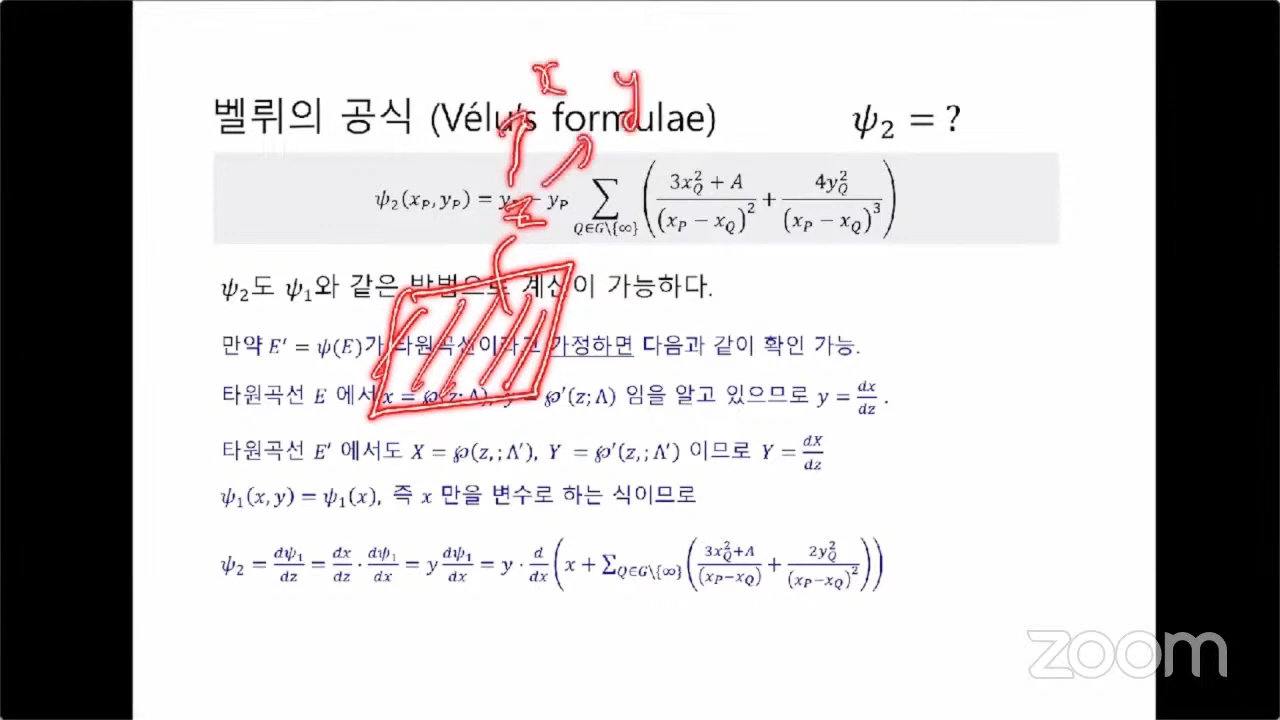 x y
벨뤼의 공식 (Vélu's formulae) ψ₂ = ?
ψ₂(x_P, y_P) = y_P − y_P ∑_{Q∈G\{∞}} ( (3x_Q² + A)/(x_P − x_Q)² + 4y_Q²/(x_P − x_Q)³ )
z
ψ₂도 ψ₁와 같은 방법으로 계산이 가능하다.
만약 E′ = ψ(E)가 타원곡선이라고 가정하면 다음과 같이 확인 가능.
타원곡선 E 에서 x = ℘(z; Λ), y = ℘′(z; Λ) 임을 알고 있으므로 y = dx/dz .
타원곡선 E′ 에서도 X = ℘(z,; Λ′), Y = ℘′(z,; Λ′) 이므로 Y = dX/dz
ψ₁(x, y) = ψ₁(x), 즉 x 만을 변수로 하는 식이므로
ψ₂ = dψ₁/dz = dx/dz · dψ₁/dx = y dψ₁/dx = y · d/dx ( x + ∑_{Q∈G\{∞}} ( (3x_Q²+A)/(x_P−x_Q) + 2y_Q²/(x_P−x_Q)² ) )
zoom